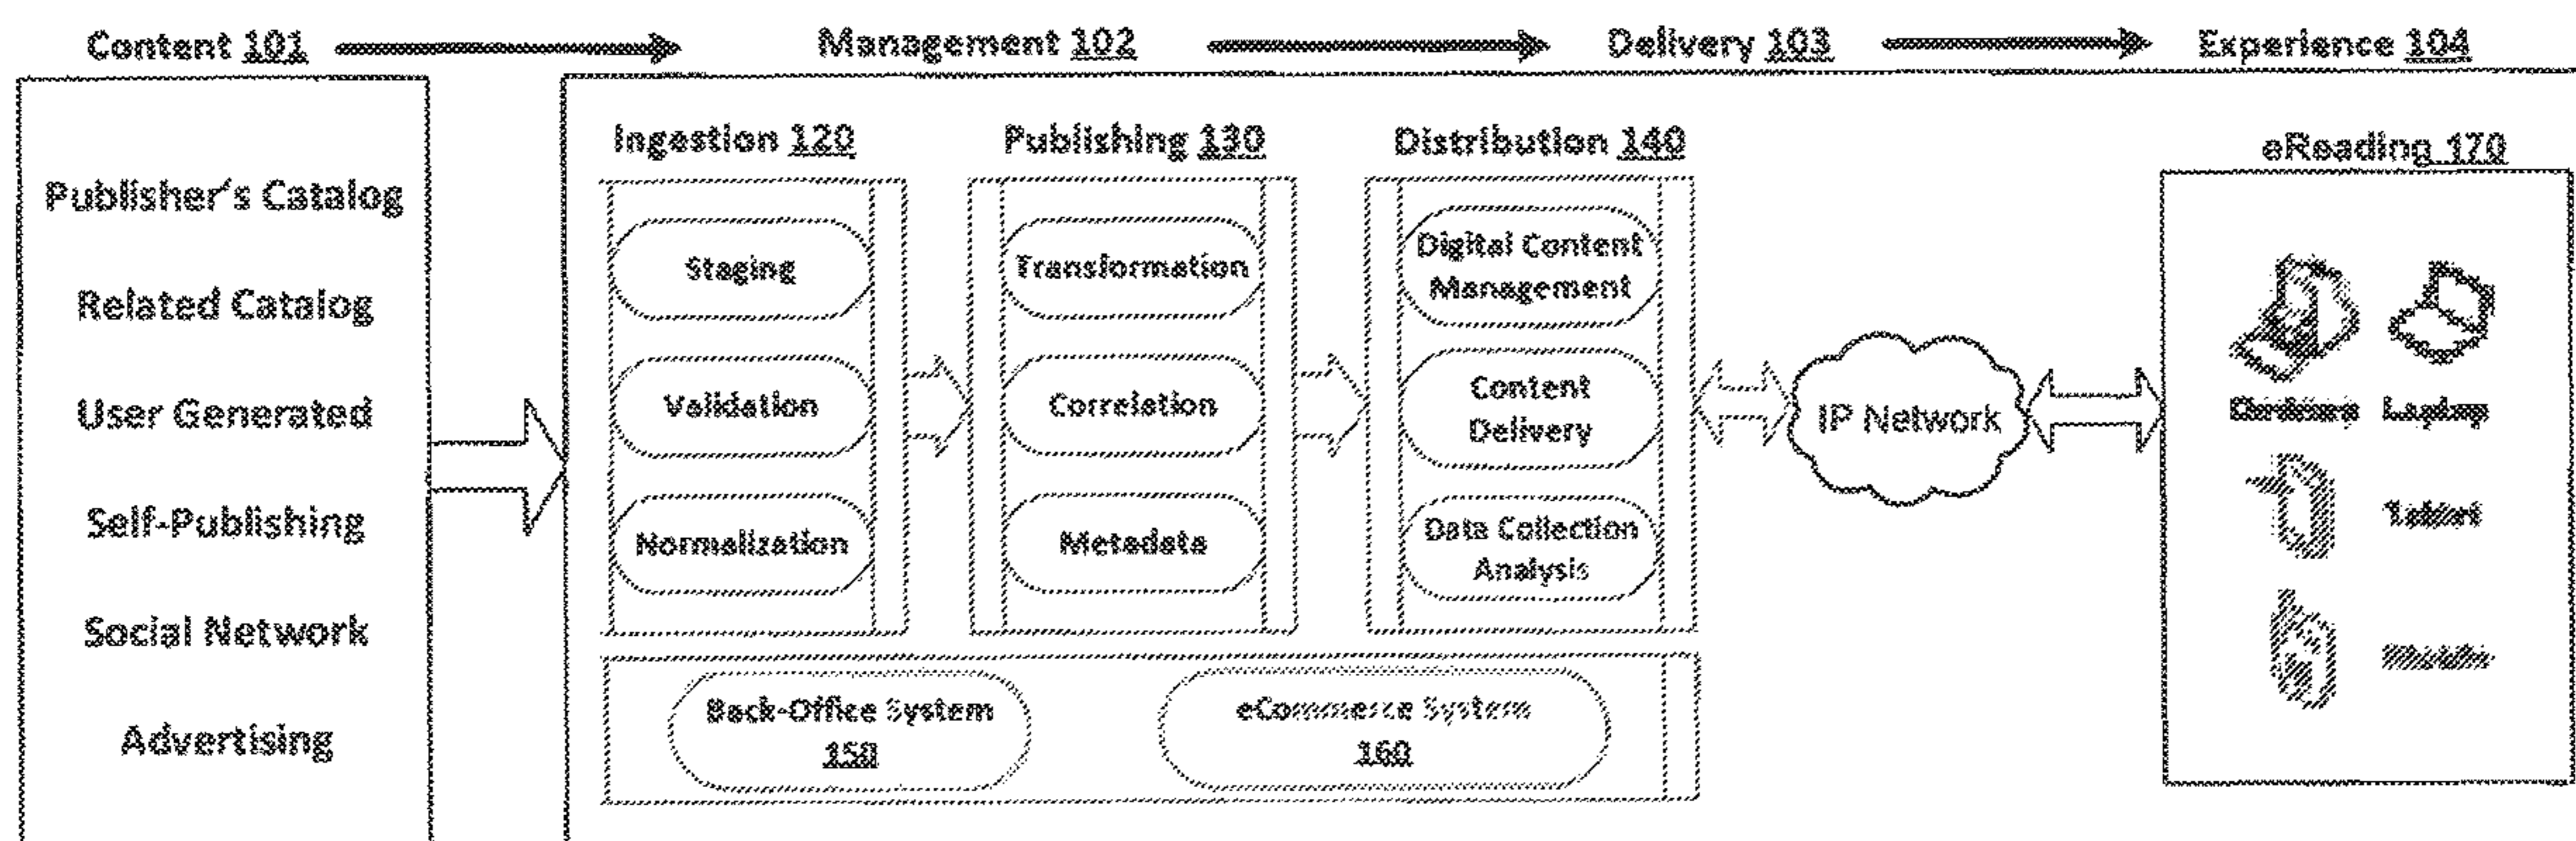 Content 101
Management 102
Delivery 103
Experience 104
Publisher's Catalog
Related Catalog
User Generated
Self-Publishing
Social Network
Advertising
Ingestion 120
Staging
Validation
Normalization
Publishing 130
Transformation
Correlation
Metadata
Distribution 140
Digital Content
Management
Content
Delivery
Data Collection
Analysis
Back-Office System
150
eCommerce System
160
IP Network
eReading 170
Laptop
Tablet